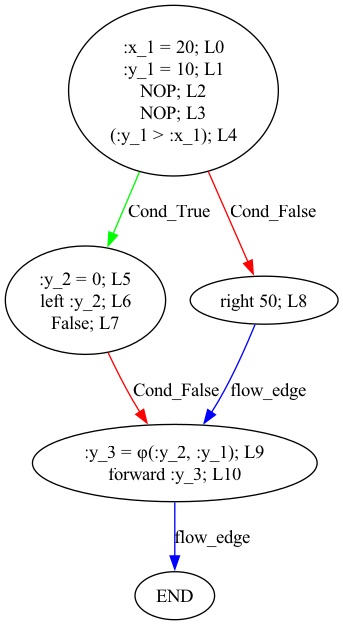 :x_1 = 20; L0
:y_1 = 10; L1
NOP; L2
NOP; L3
(:y_1 > :x_1); L4
Cond_True
Cond_False
:y_2 = 0; L5
left :y_2; L6
False; L7
right 50; L8
Cond_False
flow_edge
:y_3 = φ(:y_2, :y_1); L9
forward :y_3; L10
flow_edge
END